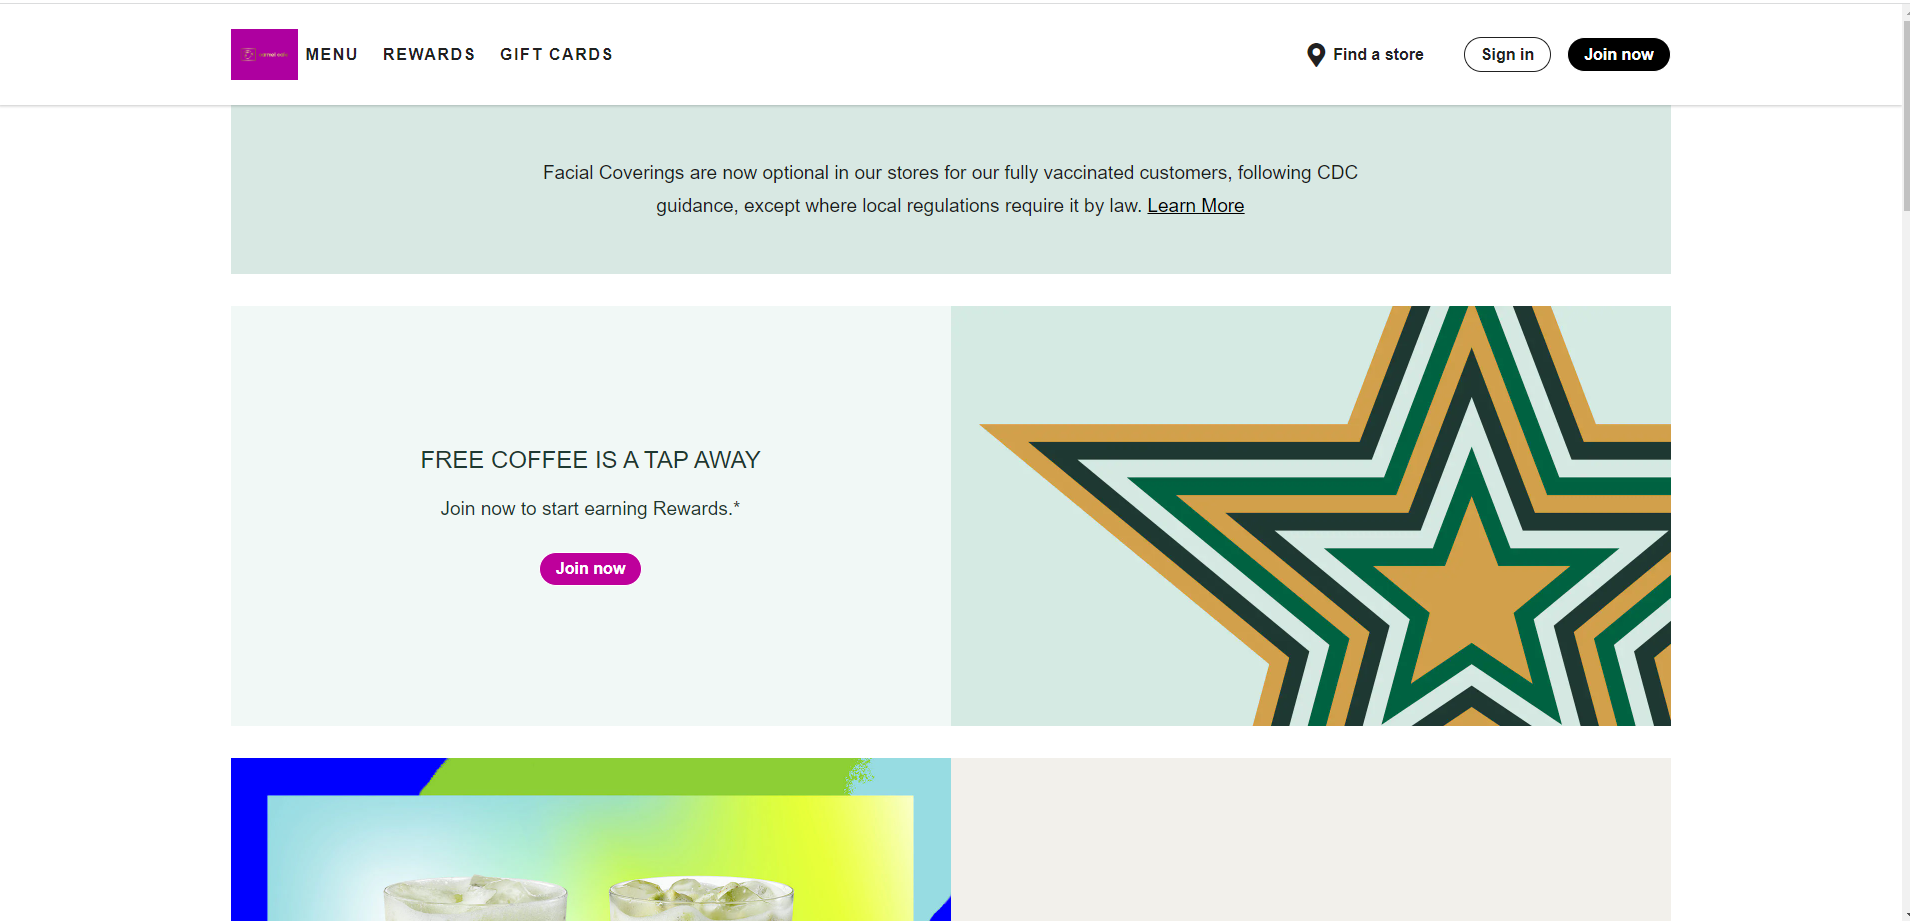 MENU REWARDS GIFT CARDS Find a store Sign in Join now
Facial Coverings are now optional in our stores for our fully vaccinated customers, following CDC
guidance, except where local regulations require it by law. Learn More
FREE COFFEE IS A TAP AWAY
Join now to start earning Rewards.*
Join now